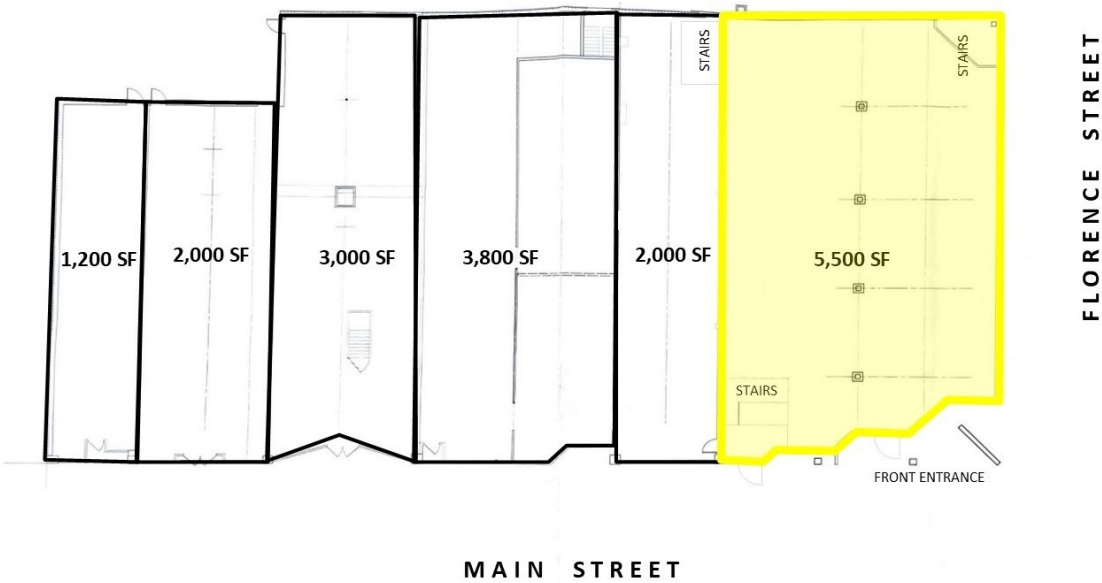 STAIRS
STAIRS
FLORENCE STREET
1,200 SF
2,000 SF
3,000 SF
3,800 SF
2,000 SF
5,500 SF
STAIRS
FRONT ENTRANCE
MAIN STREET